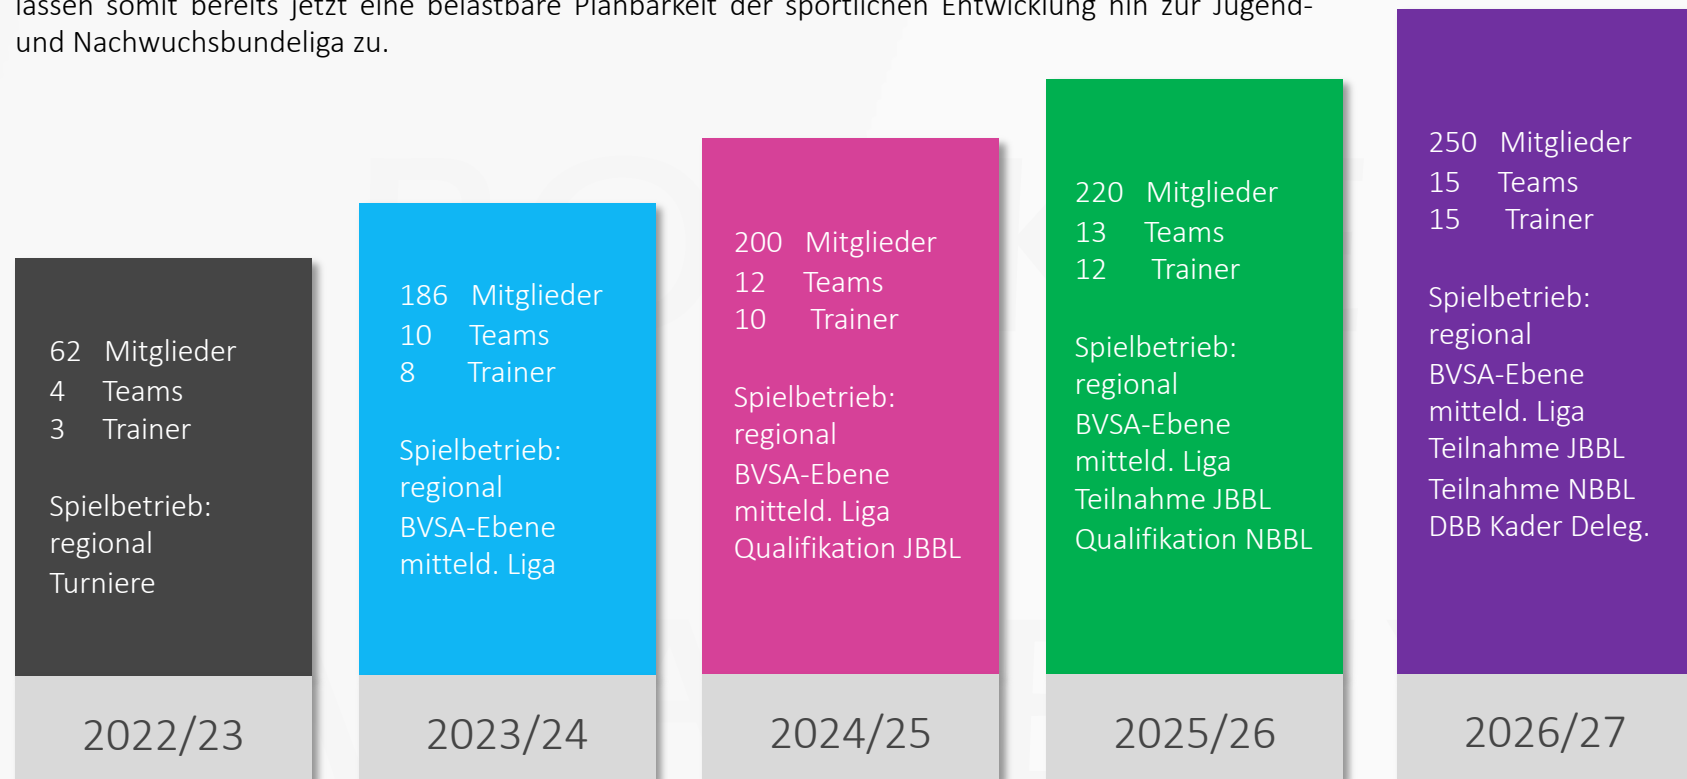 lassen somit bereits jetzt eine belastbare Planbarkeit der sportlichen Entwicklung hin zur Jugend-
und Nachwuchsbundeliga zu.
62 Mitglieder
4 Teams
3 Trainer
Spielbetrieb:
regional
Turniere
2022/23
186 Mitglieder
10 Teams
8 Trainer
Spielbetrieb:
regional
BVSA-Ebene
mitteld. Liga
2023/24
200 Mitglieder
12 Teams
10 Trainer
Spielbetrieb:
regional
BVSA-Ebene
mitteld. Liga
Qualifikation JBBL
2024/25
220 Mitglieder
13 Teams
12 Trainer
Spielbetrieb:
regional
BVSA-Ebene
mitteld. Liga
Teilnahme JBBL
Qualifikation NBBL
2025/26
250 Mitglieder
15 Teams
15 Trainer
Spielbetrieb:
regional
BVSA-Ebene
mitteld. Liga
Teilnahme JBBL
Teilnahme NBBL
DBB Kader Deleg.
2026/27